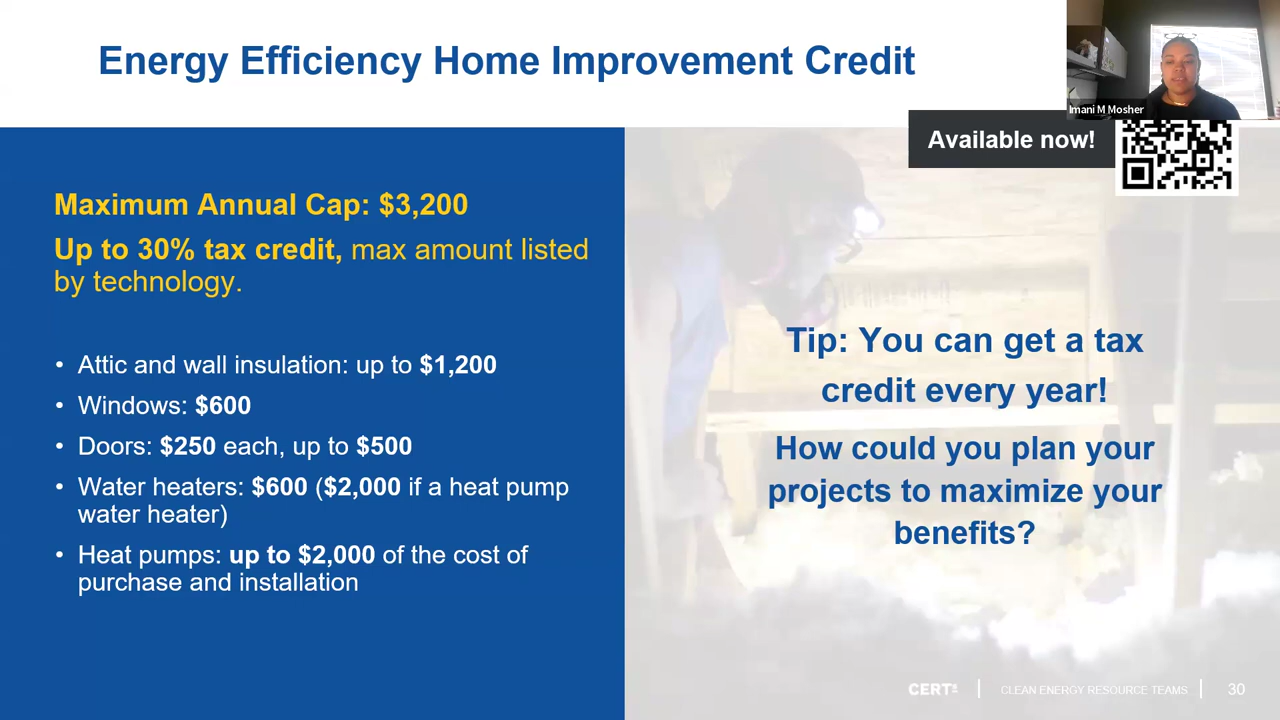 Energy Efficiency Home Improvement Credit
Imani M Mosher
Available now!
Maximum Annual Cap: $3,200
Up to 30% tax credit, max amount listed
by technology.
• Attic and wall insulation: up to $1,200
• Windows: $600
• Doors: $250 each, up to $500
• Water heaters: $600 ($2,000 if a heat pump
water heater)
• Heat pumps: up to $2,000 of the cost of
purchase and installation
Tip: You can get a tax
credit every year!
How could you plan your
projects to maximize your
benefits?
CERTs | CLEAN ENERGY RESOURCE TEAMS | 30